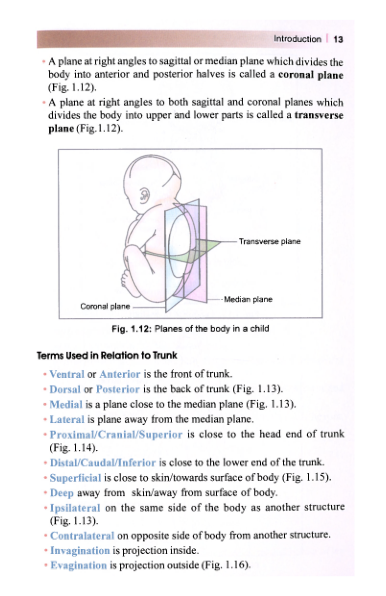 Introduction | 13
• A plane at right angles to sagittal or median plane which divides the
body into anterior and posterior halves is called a coronal plane
(Fig. 1.12).
• A plane at right angles to both sagittal and coronal planes which
divides the body into upper and lower parts is called a transverse
plane (Fig.1.12).
Transverse plane
Median plane
Coronal plane
Fig. 1.12: Planes of the body in a child
Terms Used in Relation to Trunk
• Ventral or Anterior is the front of trunk.
• Dorsal or Posterior is the back of trunk (Fig. 1.13).
• Medial is a plane close to the median plane (Fig. 1.13).
• Lateral is plane away from the median plane.
• Proximal/Cranial/Superior is close to the head end of trunk
(Fig. 1.14).
• Distal/Caudal/Inferior is close to the lower end of the trunk.
• Superficial is close to skin/towards surface of body (Fig. 1.15).
• Deep away from skin/away from surface of body.
• Ipsilateral on the same side of the body as another structure
(Fig. 1.13).
• Contralateral on opposite side of body from another structure.
• Invagination is projection inside.
• Evagination is projection outside (Fig. 1.16).